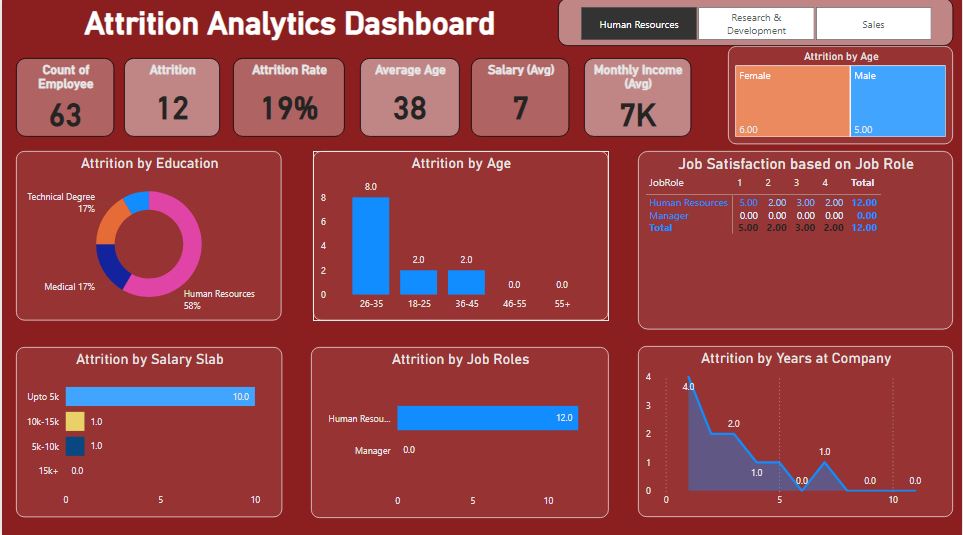 Attrition Analytics Dashboard
Human Resources
Research &
Development
Sales
Count of
Employee
63
Attrition
12
Attrition Rate
19%
Average Age
38
Salary (Avg)
7
Monthly Income
(Avg)
7K
Attrition by Age
Female
Male
6.00
5.00
Attrition by Education
Technical Degree
17%
Medical 17%
Human Resources
58%
Attrition by Age
8
6
4
2
0
8.0
2.0
2.0
0.0
0.0
26-35
18-25
36-45
46-55
55+
Job Satisfaction based on Job Role
JobRole 1 2 3 4 Total
Human Resources 5.00 2.00 3.00 2.00 12.00
Manager 0.00 0.00 0.00 0.00 0.00
Total 5.00 2.00 3.00 2.00 12.00
Attrition by Salary Slab
Upto 5k 10.0
10k-15k 1.0
5k-10k 1.0
15k+ 0.0
0 5 10
Attrition by Job Roles
Human Resou... 12.0
Manager 0.0
0 5 10
Attrition by Years at Company
4
3
2
1
0
4.0
2.0
1.0
0.0
1.0
0.0
0.0
0 5 10